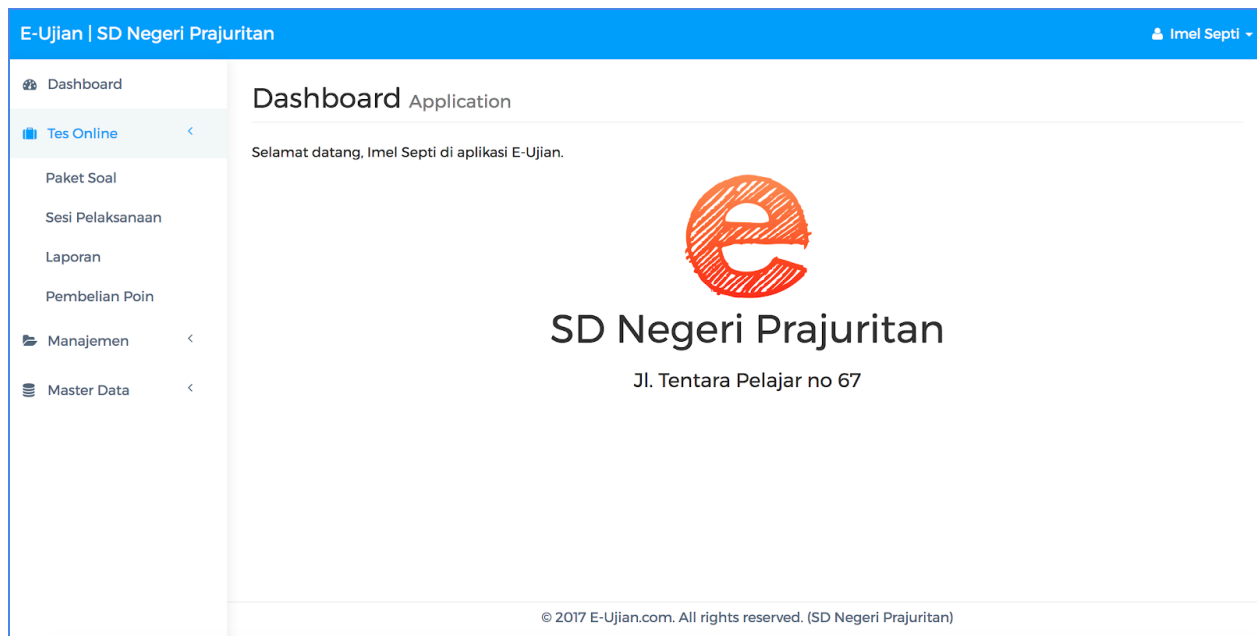 E-Ujian | SD Negeri Prajuritan
Imel Septi
Dashboard
Tes Online
Paket Soal
Sesi Pelaksanaan
Laporan
Pembelian Poin
Manajemen
Master Data
Dashboard Application
Selamat datang, Imel Septi di aplikasi E-Ujian.
e
SD Negeri Prajuritan
Jl. Tentara Pelajar no 67
© 2017 E-Ujian.com. All rights reserved. (SD Negeri Prajuritan)